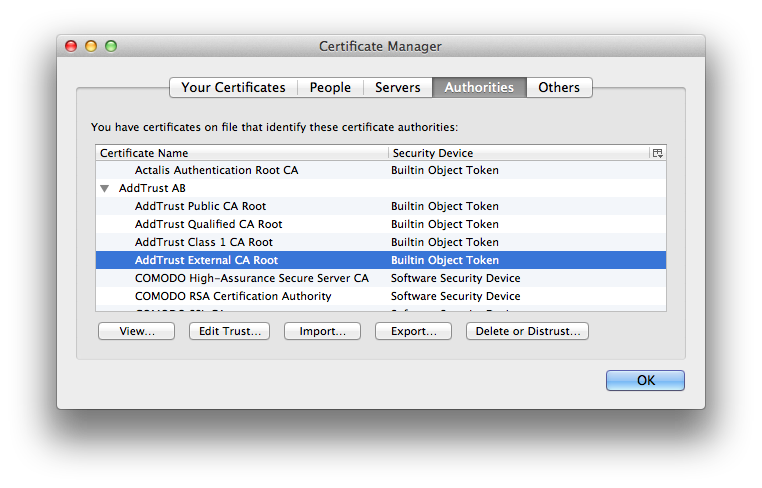 Certificate Manager
Your Certificates People Servers Authorities Others
You have certificates on file that identify these certificate authorities:
Certificate Name Security Device
Actalis Authentication Root CA Builtin Object Token
AddTrust AB
AddTrust Public CA Root Builtin Object Token
AddTrust Qualified CA Root Builtin Object Token
AddTrust Class 1 CA Root Builtin Object Token
AddTrust External CA Root Builtin Object Token
COMODO High-Assurance Secure Server CA Software Security Device
COMODO RSA Certification Authority Software Security Device
View... Edit Trust... Import... Export... Delete or Distrust...
OK